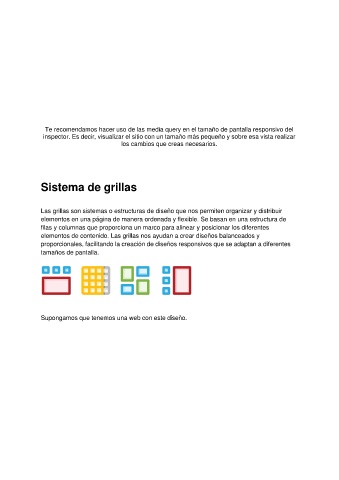 Te recomendamos hacer uso de las media query en el tamaño de pantalla responsivo del
inspector. Es decir, visualizar el sitio con un tamaño más pequeño y sobre esa vista realizar
los cambios que creas necesarios.
Sistema de grillas
Las grillas son sistemas o estructuras de diseño que nos permiten organizar y distribuir
elementos en una página de manera ordenada y flexible. Se basan en una estructura de
filas y columnas que proporciona un marco para alinear y posicionar los diferentes
elementos de contenido. Las grillas nos ayudan a crear diseños balanceados y
proporcionales, facilitando la creación de diseños responsivos que se adaptan a diferentes
tamaños de pantalla.
Supongamos que tenemos una web con este diseño.